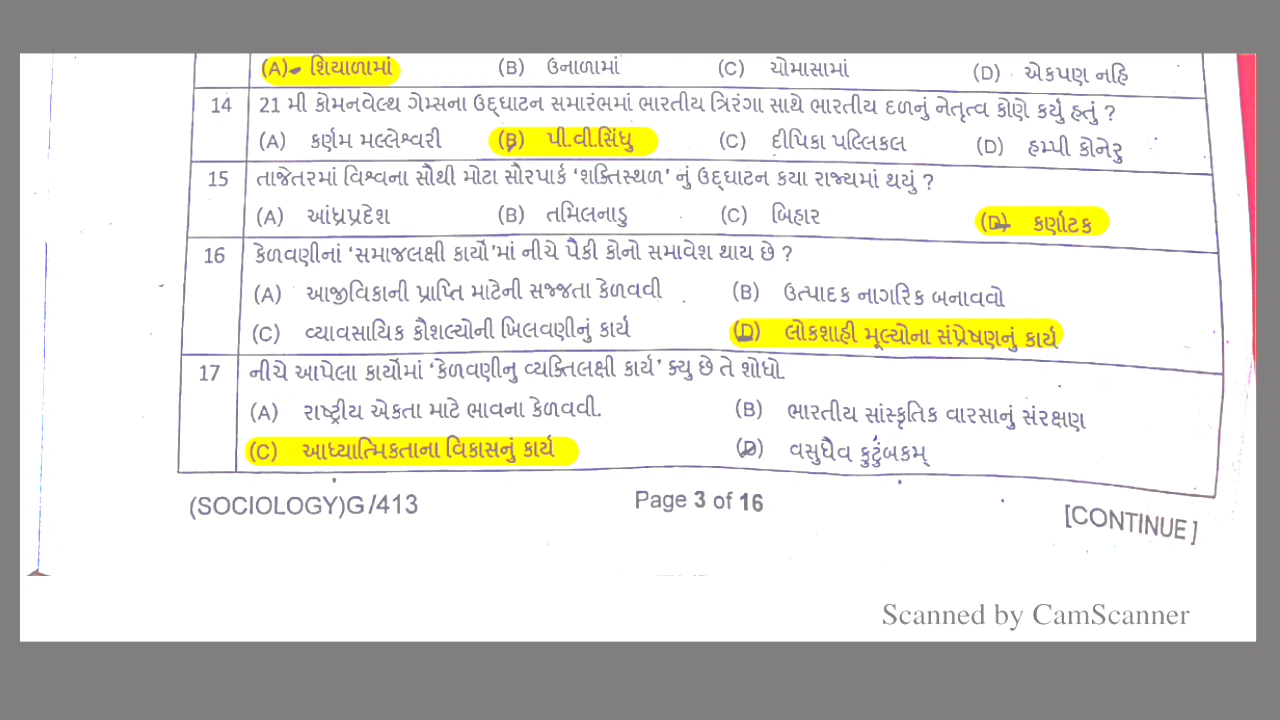 (A) શિયાળામાં (B) ઉનાળામાં (C) ચોમાસામાં (D) એકપણ નહિ
14 21 મી કોમનવેલ્થ ગેમ્સના ઉદ્દઘાટન સમારંભમાં ભારતીય ત્રિરંગા સાથે ભારતીય દળનું નેતૃત્વ કોણે કર્યું હતું ?
(A) કર્ણમ મલ્લેશ્વરી (B) પી.વી.સિંધુ (C) દીપિકા પલ્લિકલ (D) હમ્પી કોનેરુ
15 તાજેતરમાં વિશ્વના સૌથી મોટા સૌરપાર્ક ‘શક્તિસ્થળ’ નું ઉદ્દઘાટન કયા રાજ્યમાં થયું ?
(A) આંધ્રપ્રદેશ (B) તમિલનાડુ (C) બિહાર (D) કર્ણાટક
16 કેળવણીનાં ‘સમાજલક્ષી કાર્યો’માં નીચે પૈકી કોનો સમાવેશ થાય છે ?
(A) આજીવિકાની પ્રાપ્તિ માટેની સજ્જતા કેળવવી (B) ઉત્પાદક નાગરિક બનાવવો
(C) વ્યાવસાયિક કૌશલ્યોની ખિલવણીનું કાર્ય (D) લોકશાહી મૂલ્યોના સંપ્રેષણનું કાર્ય
17 નીચે આપેલા કાર્યોમાં ‘કેળવણીનુ વ્યક્તિલક્ષી કાર્ય’ ક્યુ છે તે શોધો.
(A) રાષ્ટ્રીય એકતા માટે ભાવના કેળવવી. (B) ભારતીય સાંસ્કૃતિક વારસાનું સંરક્ષણ
(C) આધ્યાત્મિકતાના વિકાસનું કાર્ય (D) વસુધૈવ કુટુંબકમ્
(SOCIOLOGY)G/413 Page 3 of 16 [CONTINUE]
Scanned by CamScanner